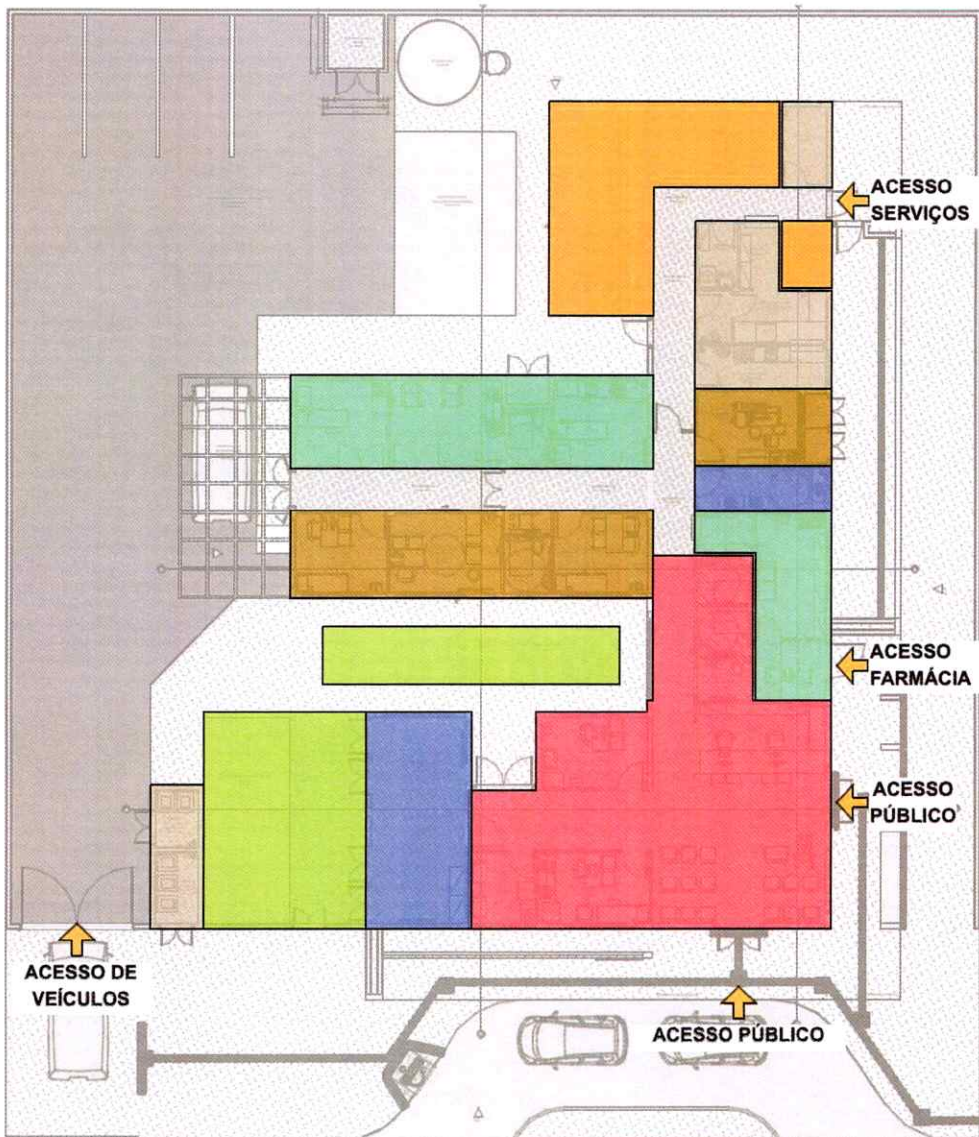 ACESSO
SERVIÇOS
ACESSO
FARMÁCIA
ACESSO
PÚBLICO
ACESSO DE
VEÍCULOS
ACESSO PÚBLICO